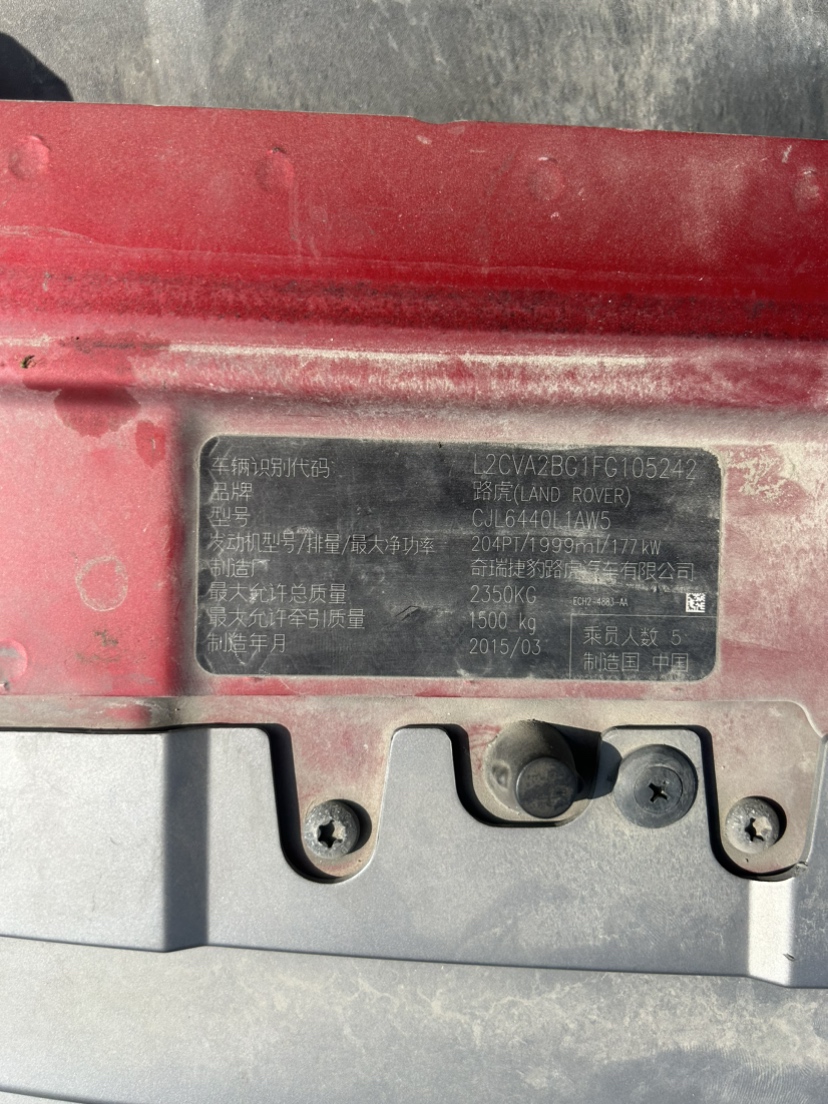 车辆识别代码 L2CVA2BG1FG105242
品牌 路虎(LAND ROVER)
型号 CJL6440L1AW5
发动机型号/排量/最大净功率 204PT/1999ml/177kW
制造厂 奇瑞捷豹路虎汽车有限公司
最大允许总质量 2350KG ECH2-4883-AA
最大允许牵引质量 1500 kg
制造年月 2015/03
乘员人数 5
制造国 中国